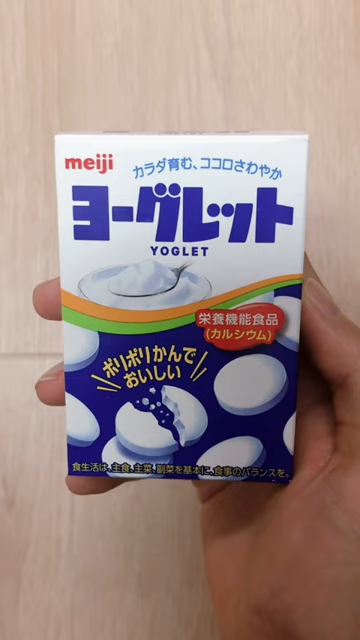 meiji
カラダ育む、ココロさわやか
ヨーグレット
YOGLET
栄養機能食品
(カルシウム)
ポリポリかんで
おいしい
食生活は、主食、主菜、副菜を基本に、食事のバランスを。